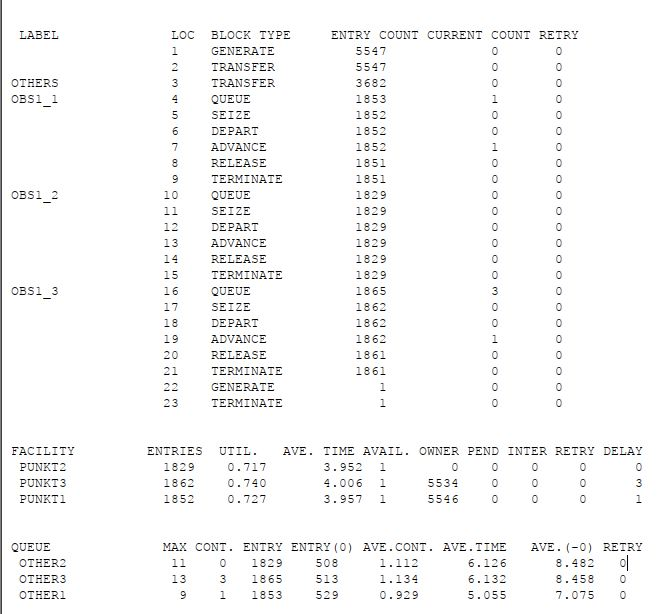 LABEL LOC BLOCK TYPE ENTRY COUNT CURRENT COUNT RETRY
1 GENERATE 5547 0 0
2 TRANSFER 5547 0 0
OTHERS 3 TRANSFER 3682 0 0
OBS1_1 4 QUEUE 1853 1 0
5 SEIZE 1852 0 0
6 DEPART 1852 0 0
7 ADVANCE 1852 1 0
8 RELEASE 1851 0 0
9 TERMINATE 1851 0 0
OBS1_2 10 QUEUE 1829 0 0
11 SEIZE 1829 0 0
12 DEPART 1829 0 0
13 ADVANCE 1829 0 0
14 RELEASE 1829 0 0
15 TERMINATE 1829 0 0
OBS1_3 16 QUEUE 1865 3 0
17 SEIZE 1862 0 0
18 DEPART 1862 0 0
19 ADVANCE 1862 1 0
20 RELEASE 1861 0 0
21 TERMINATE 1861 0 0
22 GENERATE 1 0 0
23 TERMINATE 1 0 0
FACILITY ENTRIES UTIL. AVE. TIME AVAIL. OWNER PEND INTER RETRY DELAY
PUNKT2 1829 0.717 3.952 1 0 0 0 0 0
PUNKT3 1862 0.740 4.006 1 5534 0 0 0 3
PUNKT1 1852 0.727 3.957 1 5546 0 0 0 1
QUEUE MAX CONT. ENTRY ENTRY(0) AVE.CONT. AVE.TIME AVE.(-0) RETRY
OTHER2 11 0 1829 508 1.112 6.126 8.482 0
OTHER3 13 3 1865 513 1.134 6.132 8.458 0
OTHER1 9 1 1853 529 0.929 5.055 7.075 0